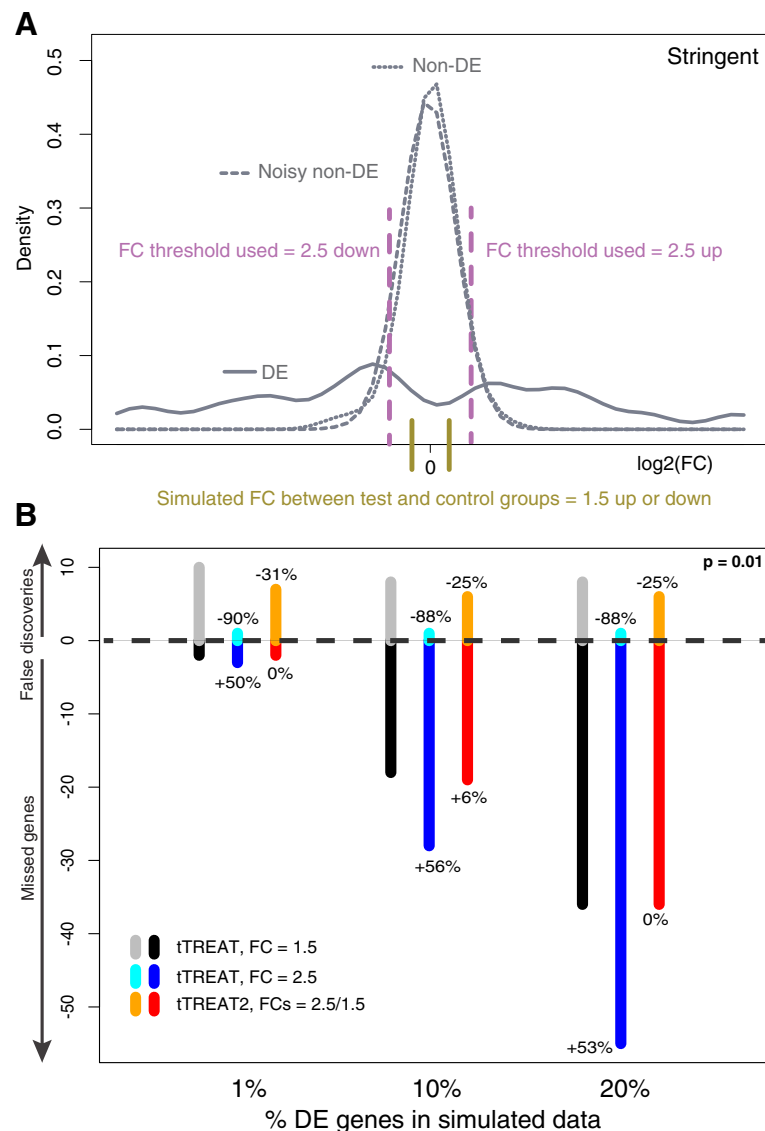 A
Stringent
Non-DE
Noisy non-DE
FC threshold used = 2.5 down
FC threshold used = 2.5 up
DE
Density
0.5
0.4
0.3
0.2
0.1
0.0
0
log2(FC)
Simulated FC between test and control groups = 1.5 up or down
B
p = 0.01
False discoveries
Missed genes
10
0
-10
-20
-30
-40
-50
-90%
-31%
+50%
0%
-88%
-25%
+56%
+6%
-88%
-25%
+53%
0%
tTREAT, FC = 1.5
tTREAT, FC = 2.5
tTREAT2, FCs = 2.5/1.5
1%
10%
20%
% DE genes in simulated data